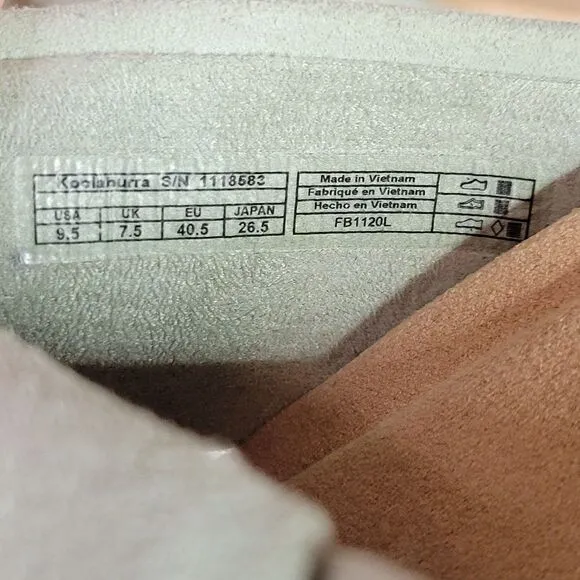 Koolaburra S/N 1118583
USA UK EU JAPAN
9.5 7.5 40.5 26.5
Made in Vietnam
Fabriqué en Vietnam
Hecho en Vietnam
FB1120L